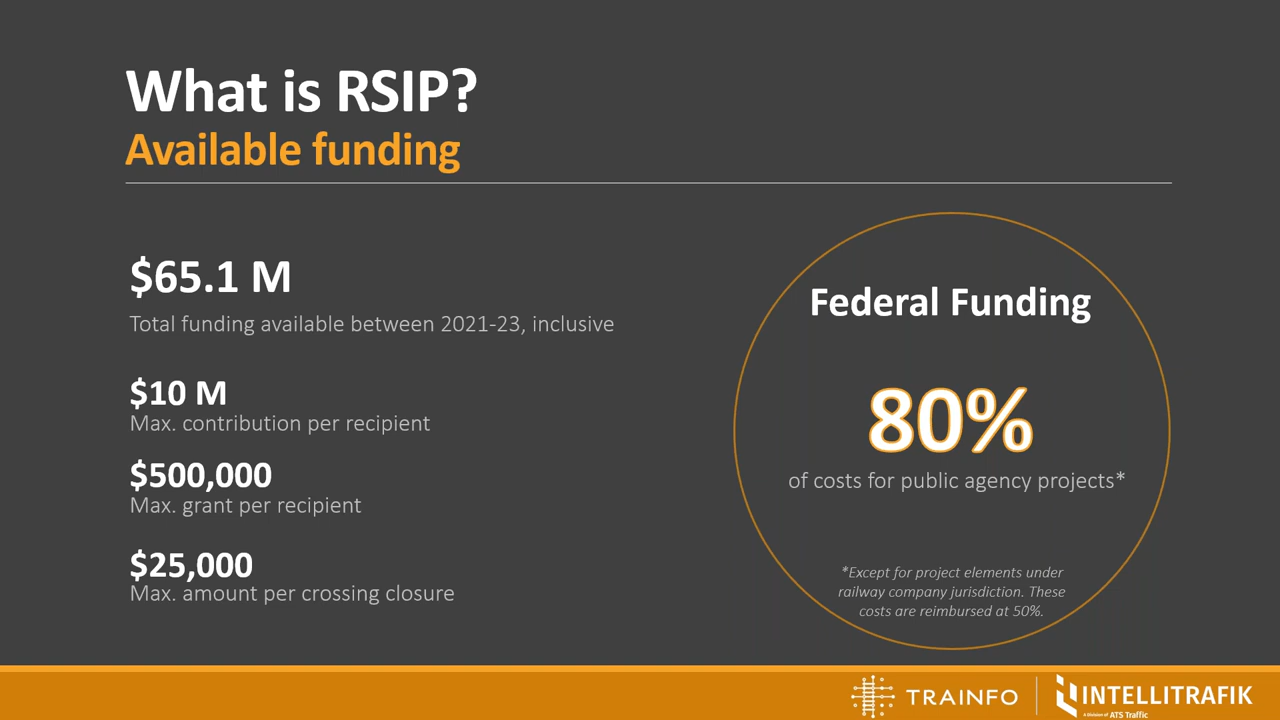 What is RSIP?
Available funding
$65.1 M
Total funding available between 2021-23, inclusive
$10 M
Max. contribution per recipient
$500,000
Max. grant per recipient
$25,000
Max. amount per crossing closure
Federal Funding
80%
of costs for public agency projects*
*Except for project elements under
railway company jurisdiction. These
costs are reimbursed at 50%.
TRAINFO
INTELLITRAFIK
A Division of ATS Traffic